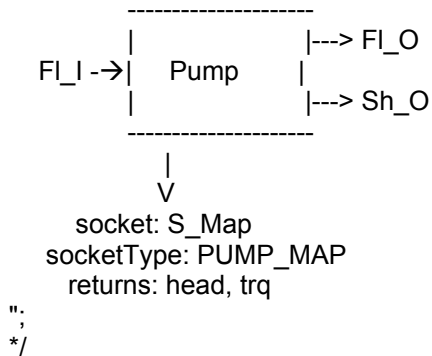 ---------------------
|                    |---> Fl_O
Fl_I -→|    Pump       |
|                    |---> Sh_O
---------------------
|
V
socket: S_Map
socketType: PUMP_MAP
returns: head, trq
";
*/